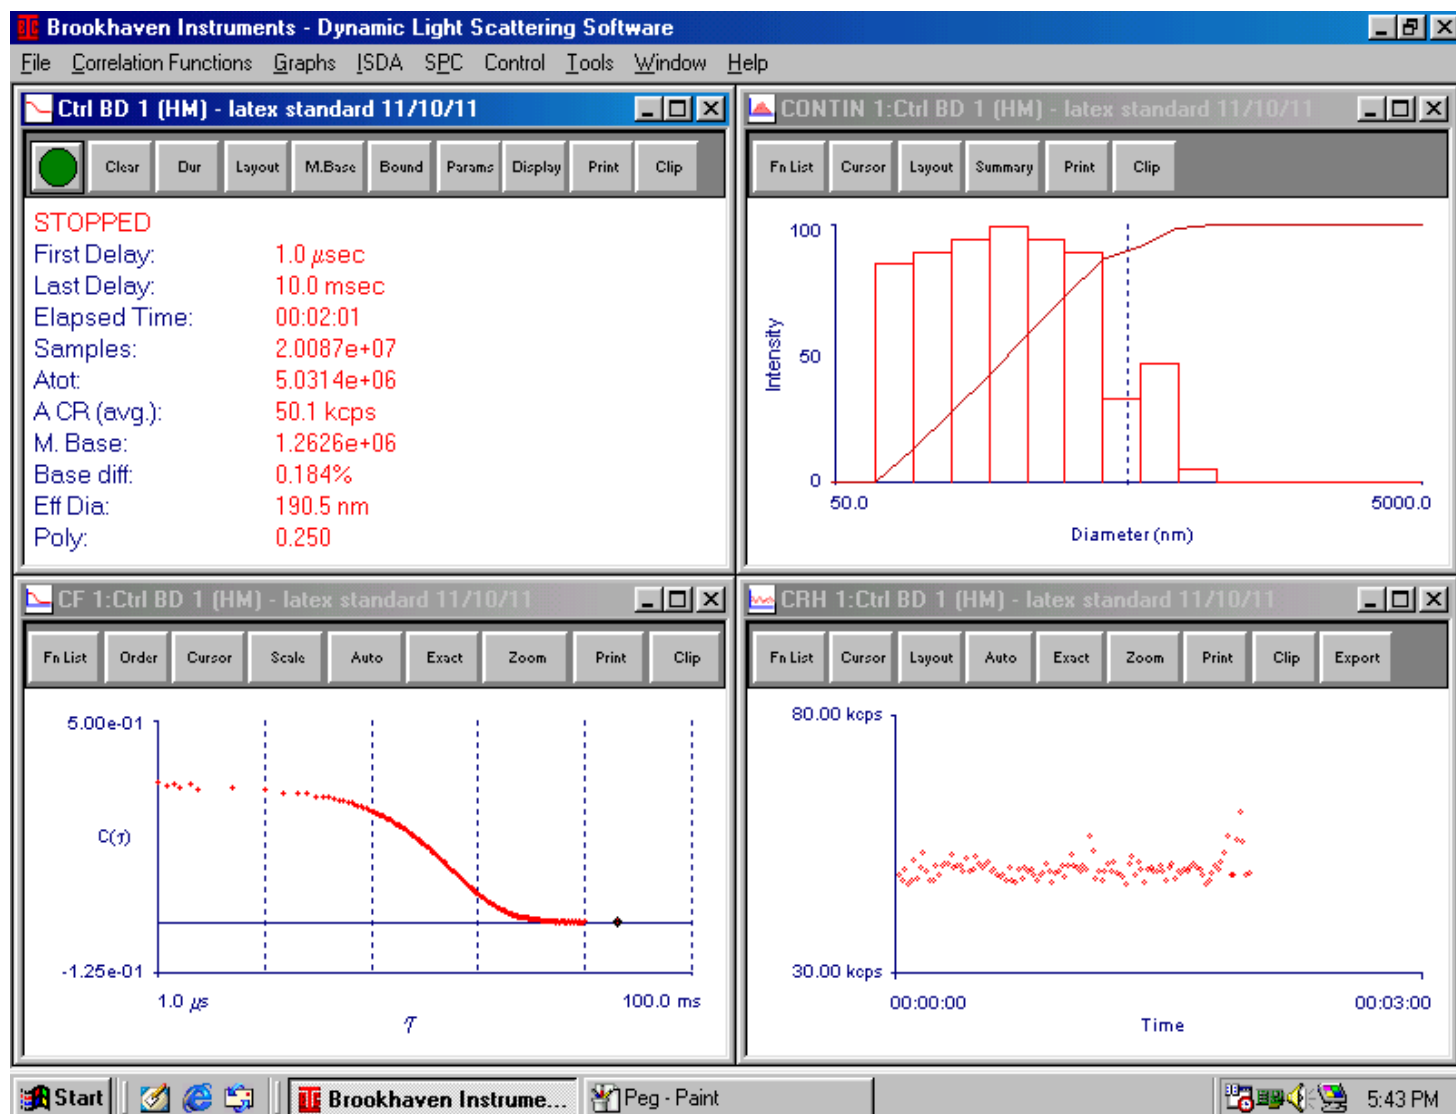 Brookhaven Instruments - Dynamic Light Scattering Software
File Correlation Functions Graphs ISDA SPC Control Tools Window Help
Ctrl BD 1 (HM) - latex standard 11/10/11
Clear Dur Layout M.Base Bound Params Display Print Clip
STOPPED
First Delay: 1.0 μsec
Last Delay: 10.0 msec
Elapsed Time: 00:02:01
Samples: 2.0087e+07
Atot: 5.0314e+06
A CR (avg.): 50.1 kcps
M. Base: 1.2626e+06
Base diff: 0.184%
Eff Dia: 190.5 nm
Poly: 0.250
CONTIN 1:Ctrl BD 1 (HM) - latex standard 11/10/11
Fn List Cursor Layout Summary Print Clip
100
50
0
Intensity
50.0 5000.0
Diameter (nm)
CF 1:Ctrl BD 1 (HM) - latex standard 11/10/11
Fn List Order Cursor Scale Auto Exact Zoom Print Clip
5.00e-01
C(τ)
-1.25e-01
1.0 μs 100.0 ms
τ
CRH 1:Ctrl BD 1 (HM) - latex standard 11/10/11
Fn List Cursor Layout Auto Exact Zoom Print Clip Export
80.00 kcps
30.00 kcps
00:00:00 00:03:00
Time
Start Brookhaven Instrume... Peg - Paint 5:43 PM